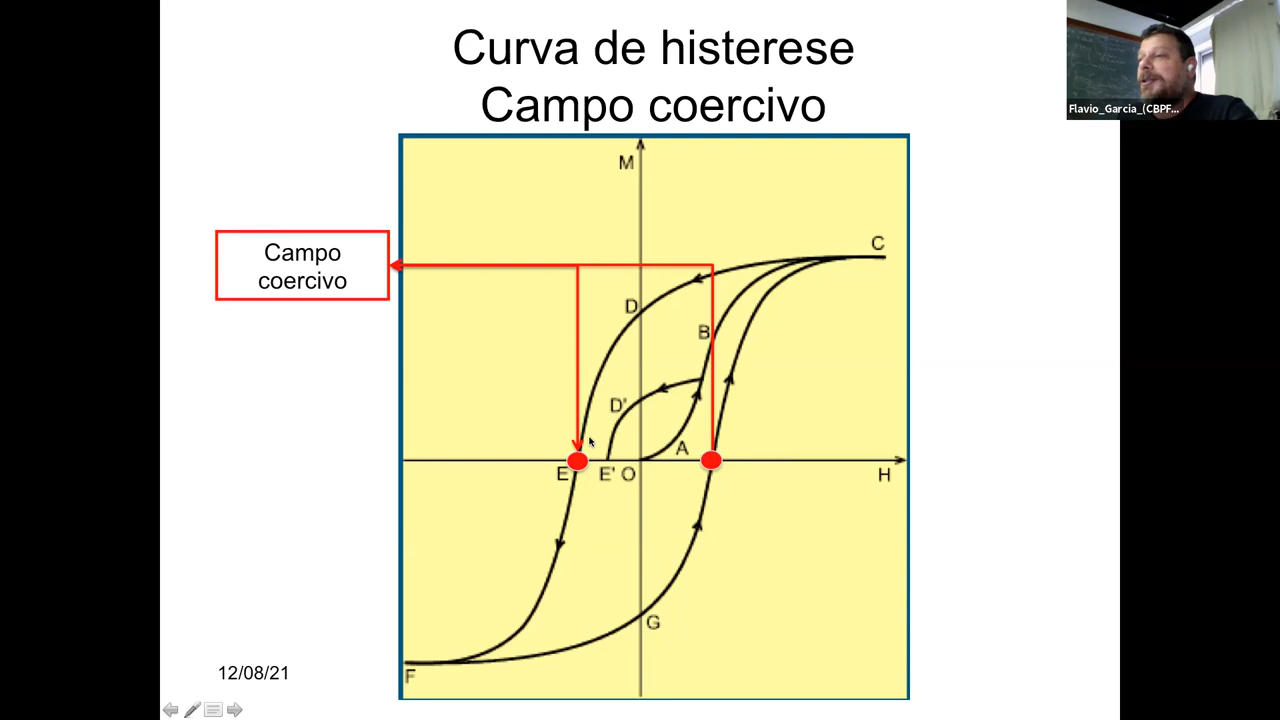 Curva de histerese
Campo coercivo
Flavio_Garcia_(CBPF...
M
C
Campo
coercivo
D
B
D'
A
E
E'
O
H
G
12/08/21
F